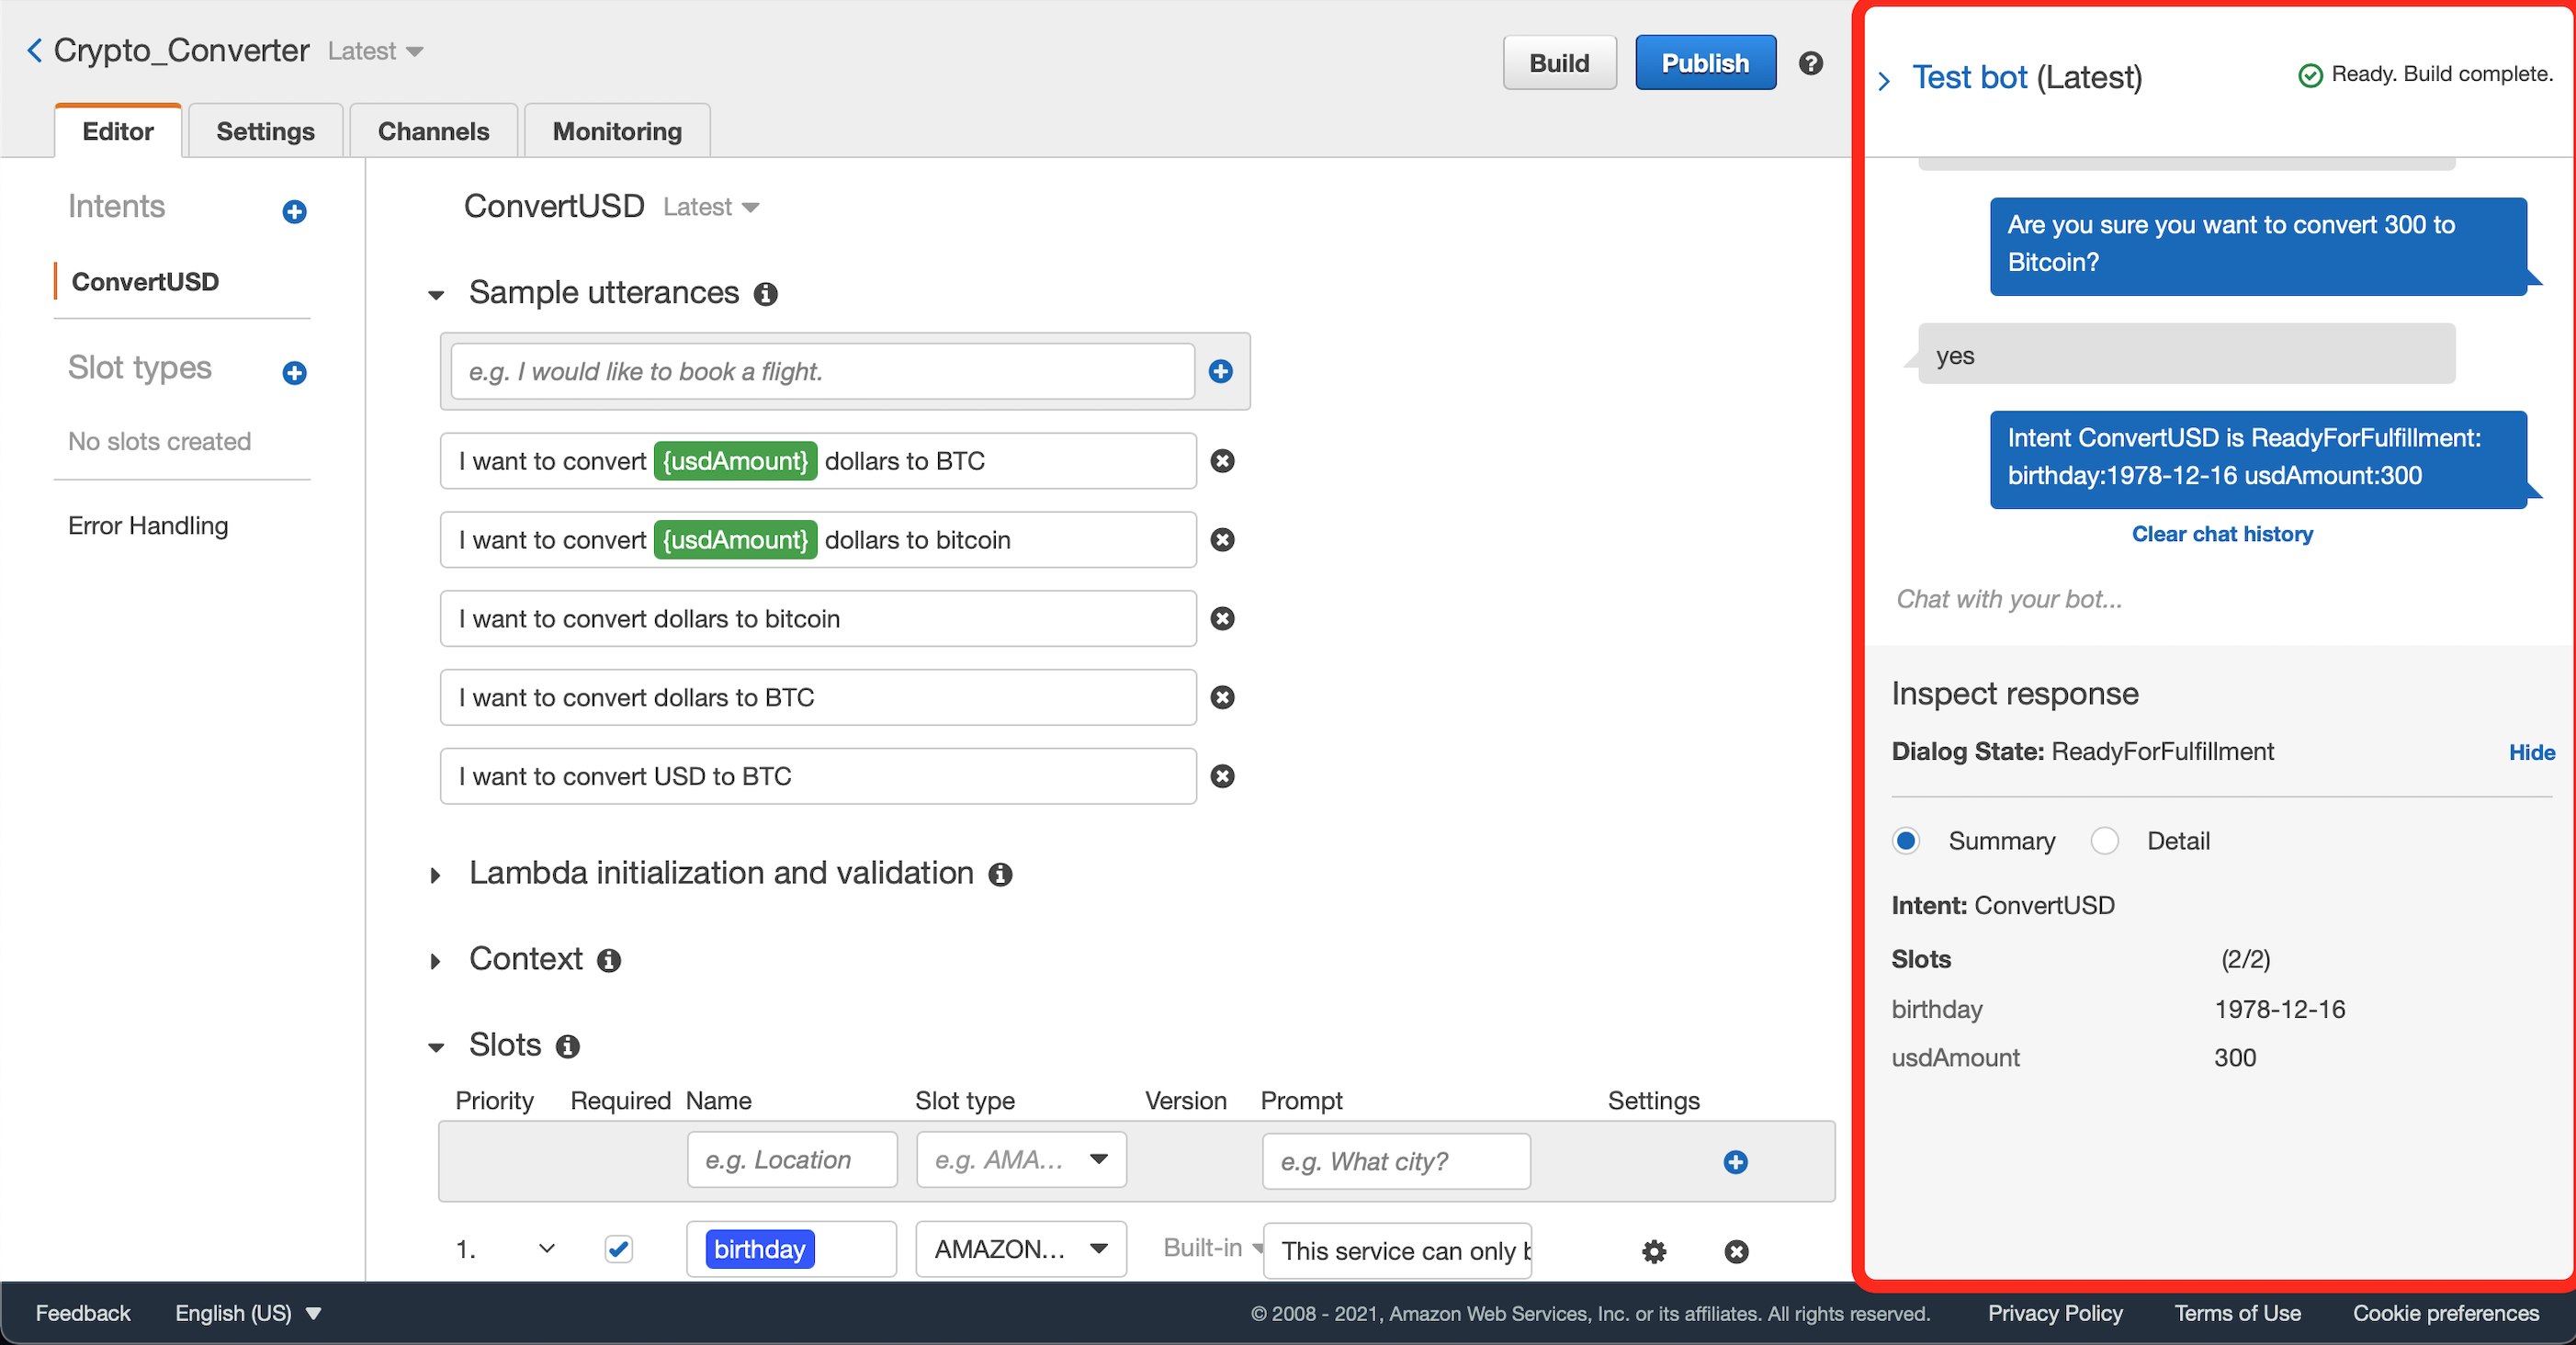 Crypto_Converter Latest
Build
Publish
Editor
Settings
Channels
Monitoring
Intents
ConvertUSD
Slot types
No slots created
Error Handling
ConvertUSD Latest
Sample utterances
e.g. I would like to book a flight.
I want to convert {usdAmount} dollars to BTC
I want to convert {usdAmount} dollars to bitcoin
I want to convert dollars to bitcoin
I want to convert dollars to BTC
I want to convert USD to BTC
Lambda initialization and validation
Context
Slots
Priority Required Name Slot type Version Prompt Settings
e.g. Location e.g. AMA... e.g. What city?
1. birthday AMAZON... Built-in This service can only b
Test bot (Latest)
Ready. Build complete.
Are you sure you want to convert 300 to
Bitcoin?
yes
Intent ConvertUSD is ReadyForFulfillment:
birthday:1978-12-16 usdAmount:300
Clear chat history
Chat with your bot...
Inspect response
Dialog State: ReadyForFulfillment Hide
Summary Detail
Intent: ConvertUSD
Slots (2/2)
birthday 1978-12-16
usdAmount 300
Feedback English (US) © 2008 - 2021, Amazon Web Services, Inc. or its affiliates. All rights reserved. Privacy Policy Terms of Use Cookie preferences